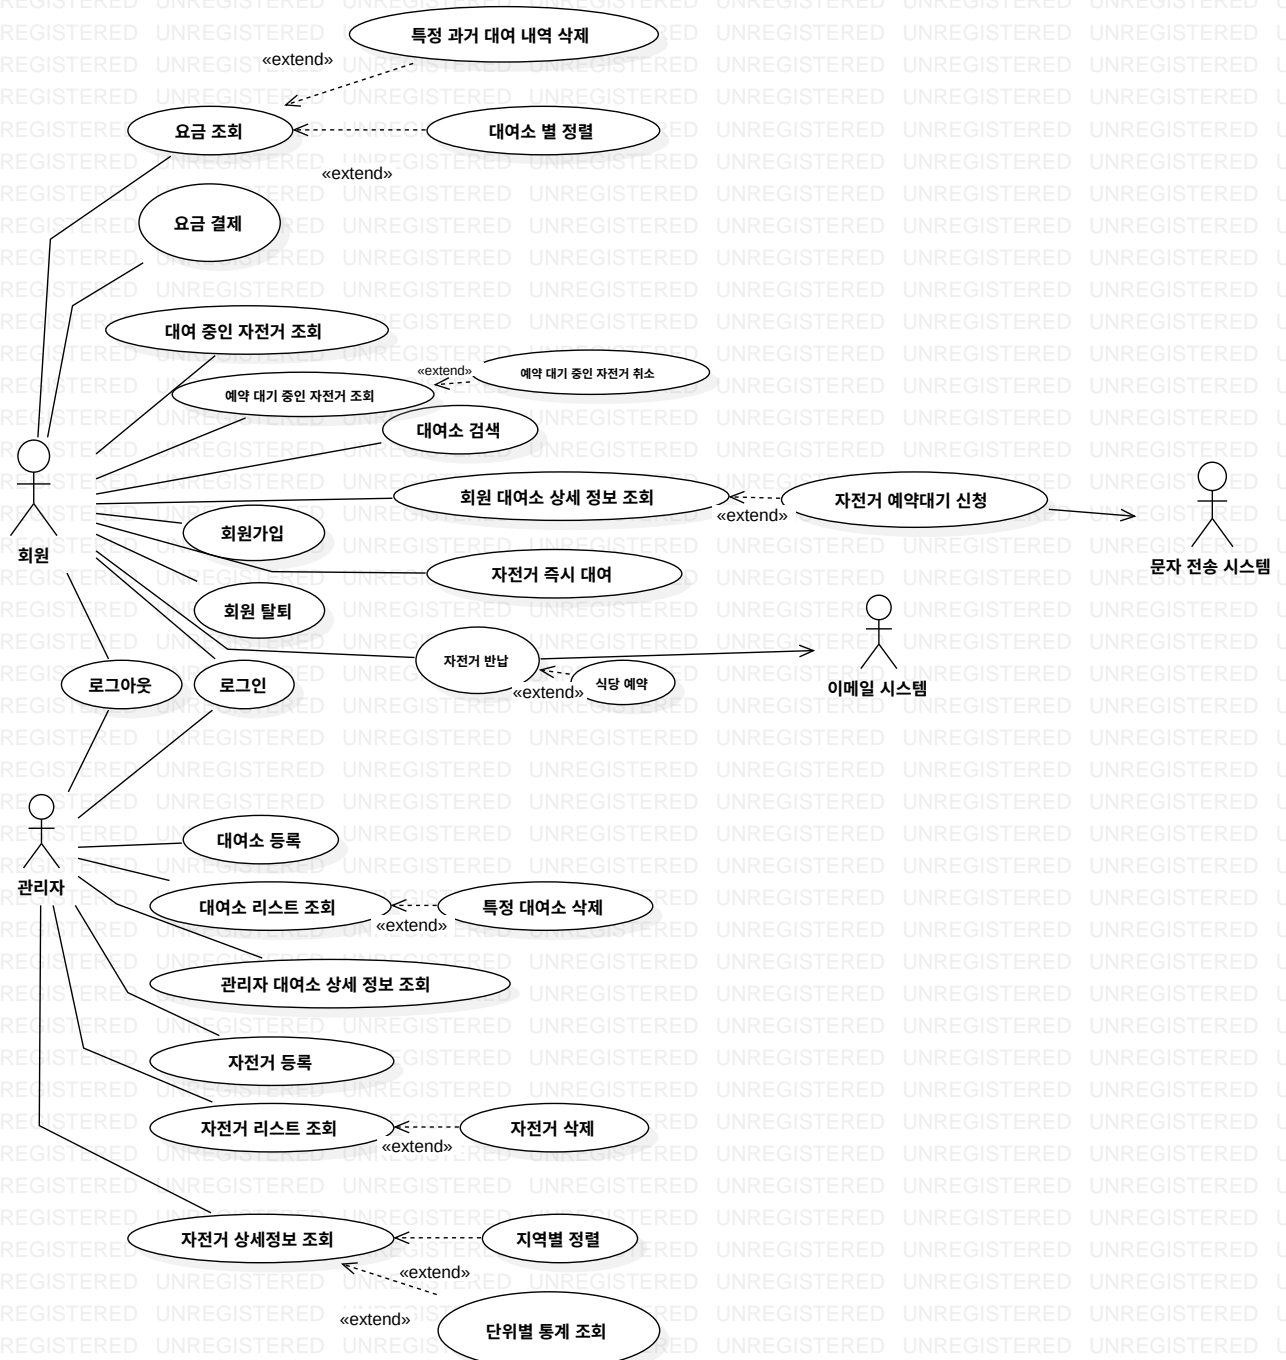 특정 과거 대여 내역 삭제
«extend»
요금 조회
대여소 별 정렬
«extend»
요금 결제
대여 중인 자전거 조회
«extend»
예약 대기 중인 자전거 취소
예약 대기 중인 자전거 조회
대여소 검색
회원 대여소 상세 정보 조회
자전거 예약대기 신청
«extend»
회원가입
회원
문자 전송 시스템
자전거 즉시 대여
회원 탈퇴
자전거 반납
로그아웃
로그인
식당 예약
«extend»
이메일 시스템
대여소 등록
관리자
대여소 리스트 조회
특정 대여소 삭제
«extend»
관리자 대여소 상세 정보 조회
자전거 등록
자전거 리스트 조회
자전거 삭제
«extend»
자전거 상세정보 조회
지역별 정렬
«extend»
«extend»
단위별 통계 조회
UNREGISTERED